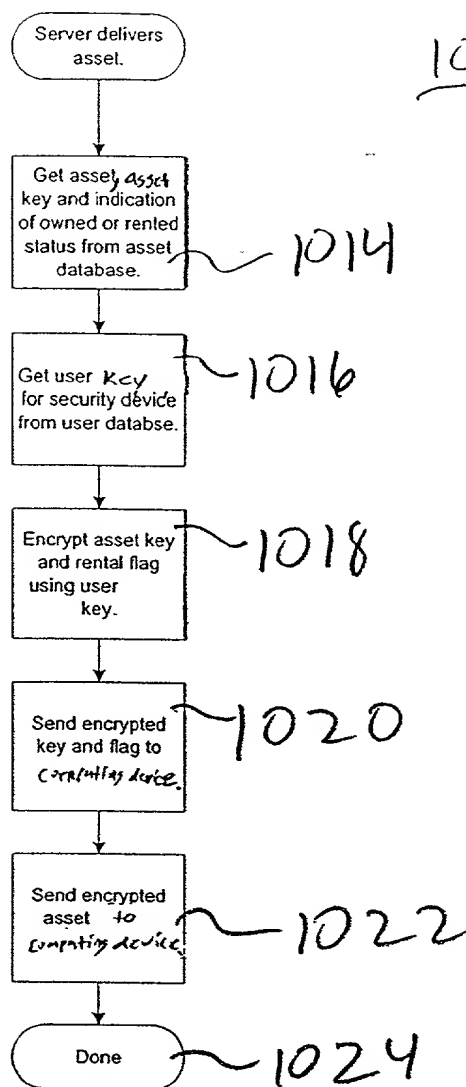 Server delivers
asset.
10
Get asset, asset
key and indication
of owned or rented
status from asset
database.
1014
Get user key
for security device
from user databse.
1016
Encrypt asset key
and rental flag
using user
key.
1018
Send encrypted
key and flag to
computing device.
1020
Send encrypted
asset to
computing device.
1022
Done
1024